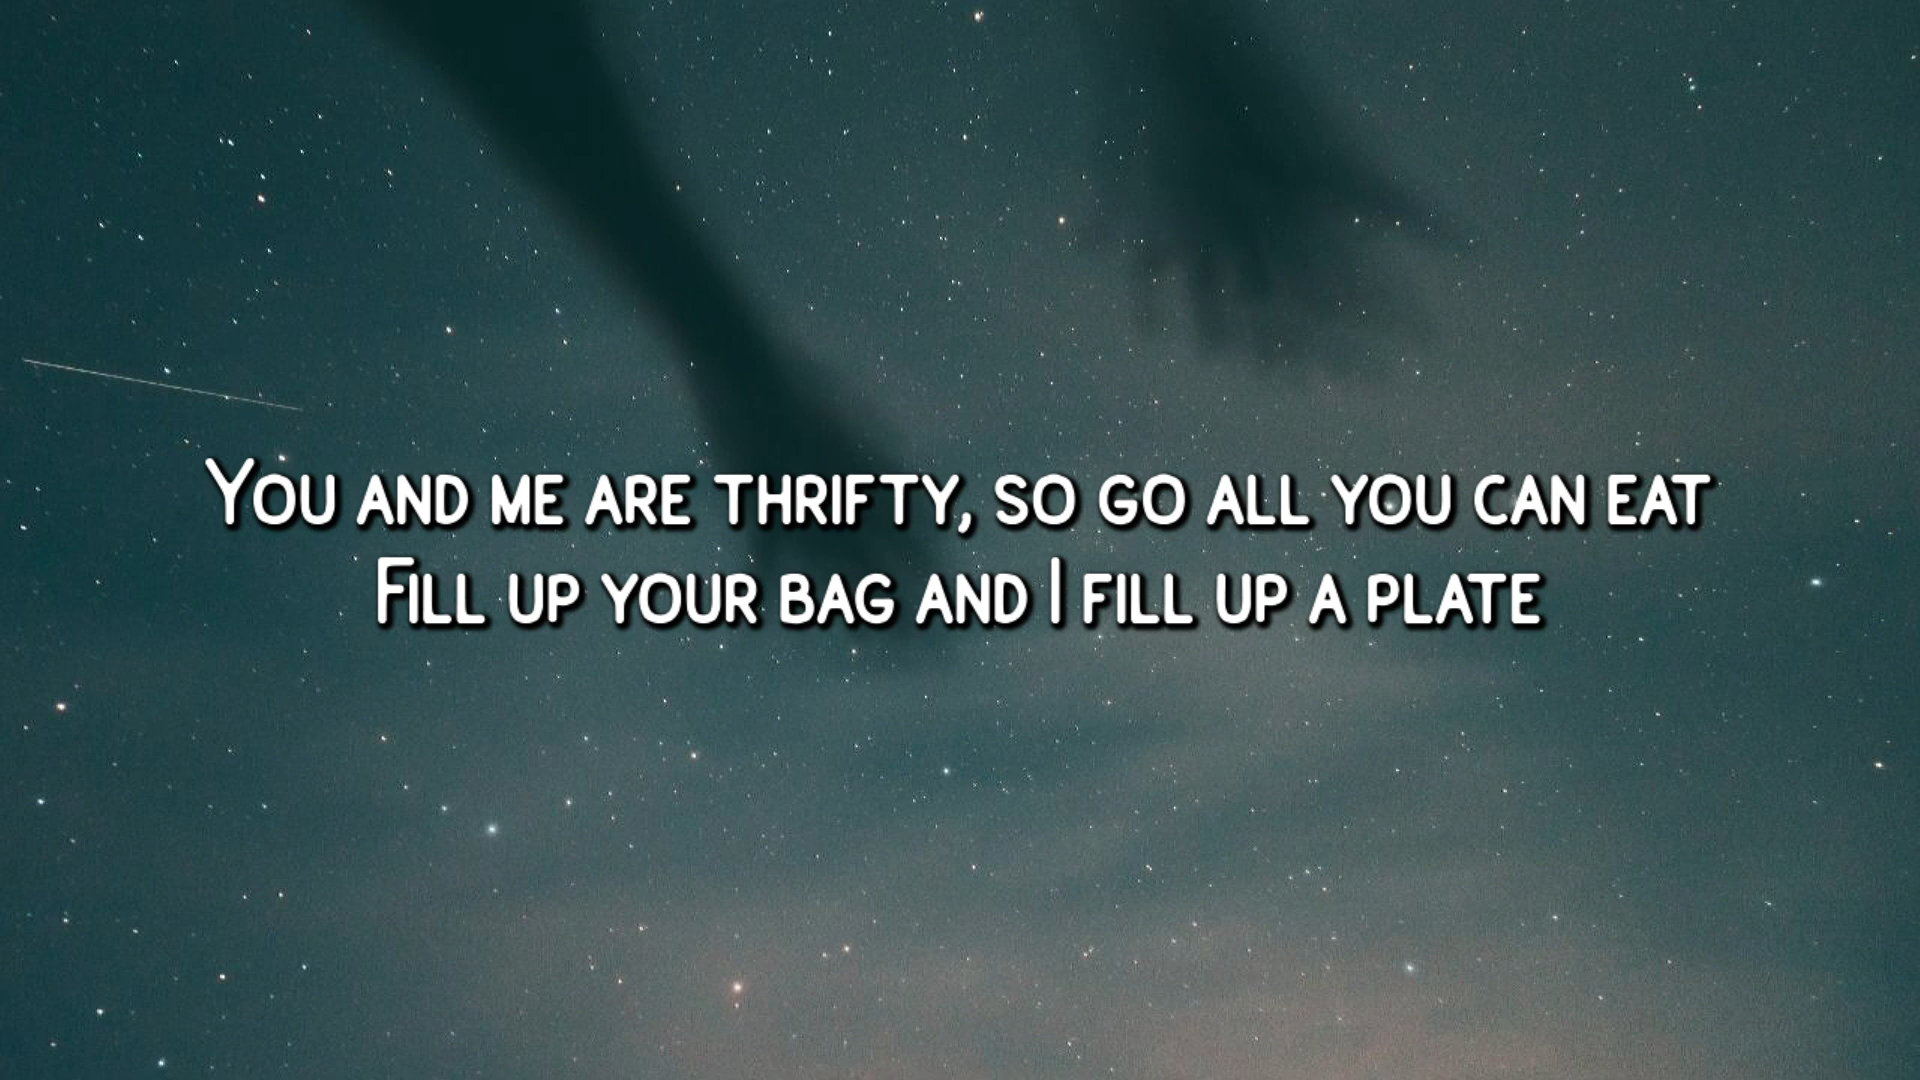 You and me are thrifty, so go all you can eat
Fill up your bag and I fill up a plate